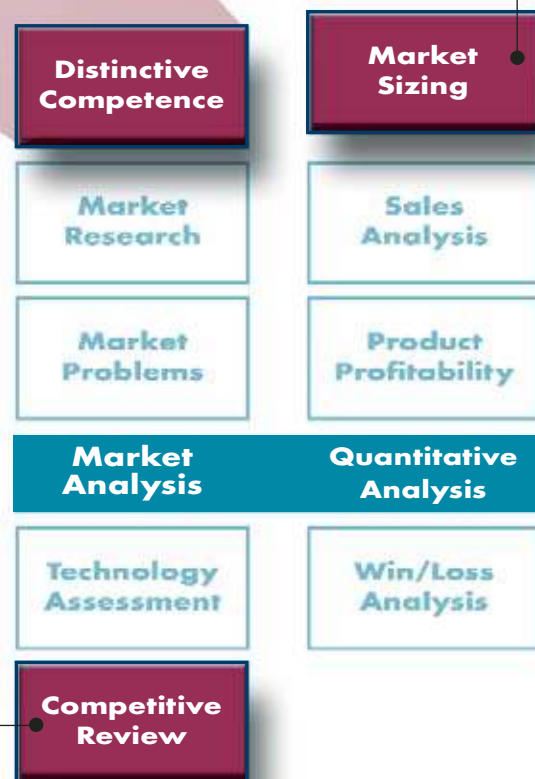 Distinctive
Competence
Market
Sizing
Market
Research
Sales
Analysis
Market
Problems
Product
Profitability
Market
Analysis
Quantitative
Analysis
Technology
Assessment
Win/Loss
Analysis
Competitive
Review